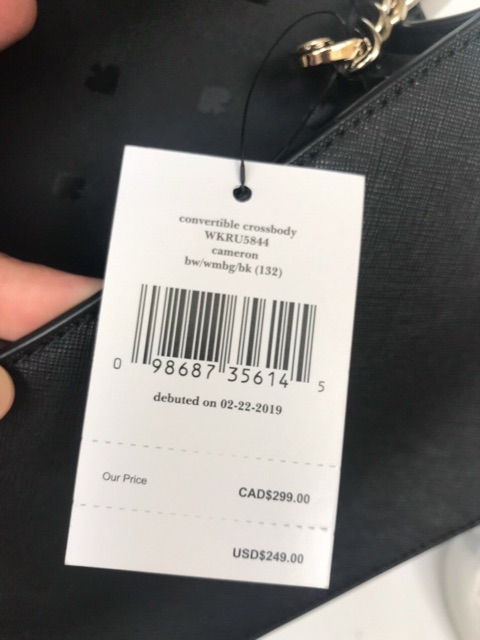 convertible crossbody
WKRU5844
cameron
bw/wmbg/bk (132)
0 98687 35614 5
debuted on 02-22-2019
Our Price
CAD$299.00
USD$249.00